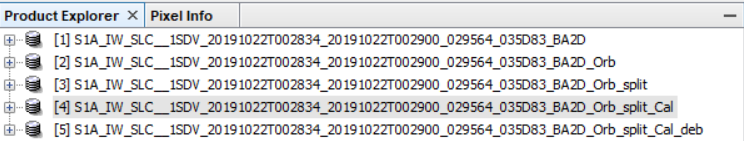 Product Explorer × Pixel Info
[1] S1A_IW_SLC__1SDV_20191022T002834_20191022T002900_029564_035D83_BA2D
[2] S1A_IW_SLC__1SDV_20191022T002834_20191022T002900_029564_035D83_BA2D_Orb
[3] S1A_IW_SLC__1SDV_20191022T002834_20191022T002900_029564_035D83_BA2D_Orb_split
[4] S1A_IW_SLC__1SDV_20191022T002834_20191022T002900_029564_035D83_BA2D_Orb_split_Cal
[5] S1A_IW_SLC__1SDV_20191022T002834_20191022T002900_029564_035D83_BA2D_Orb_split_Cal_deb